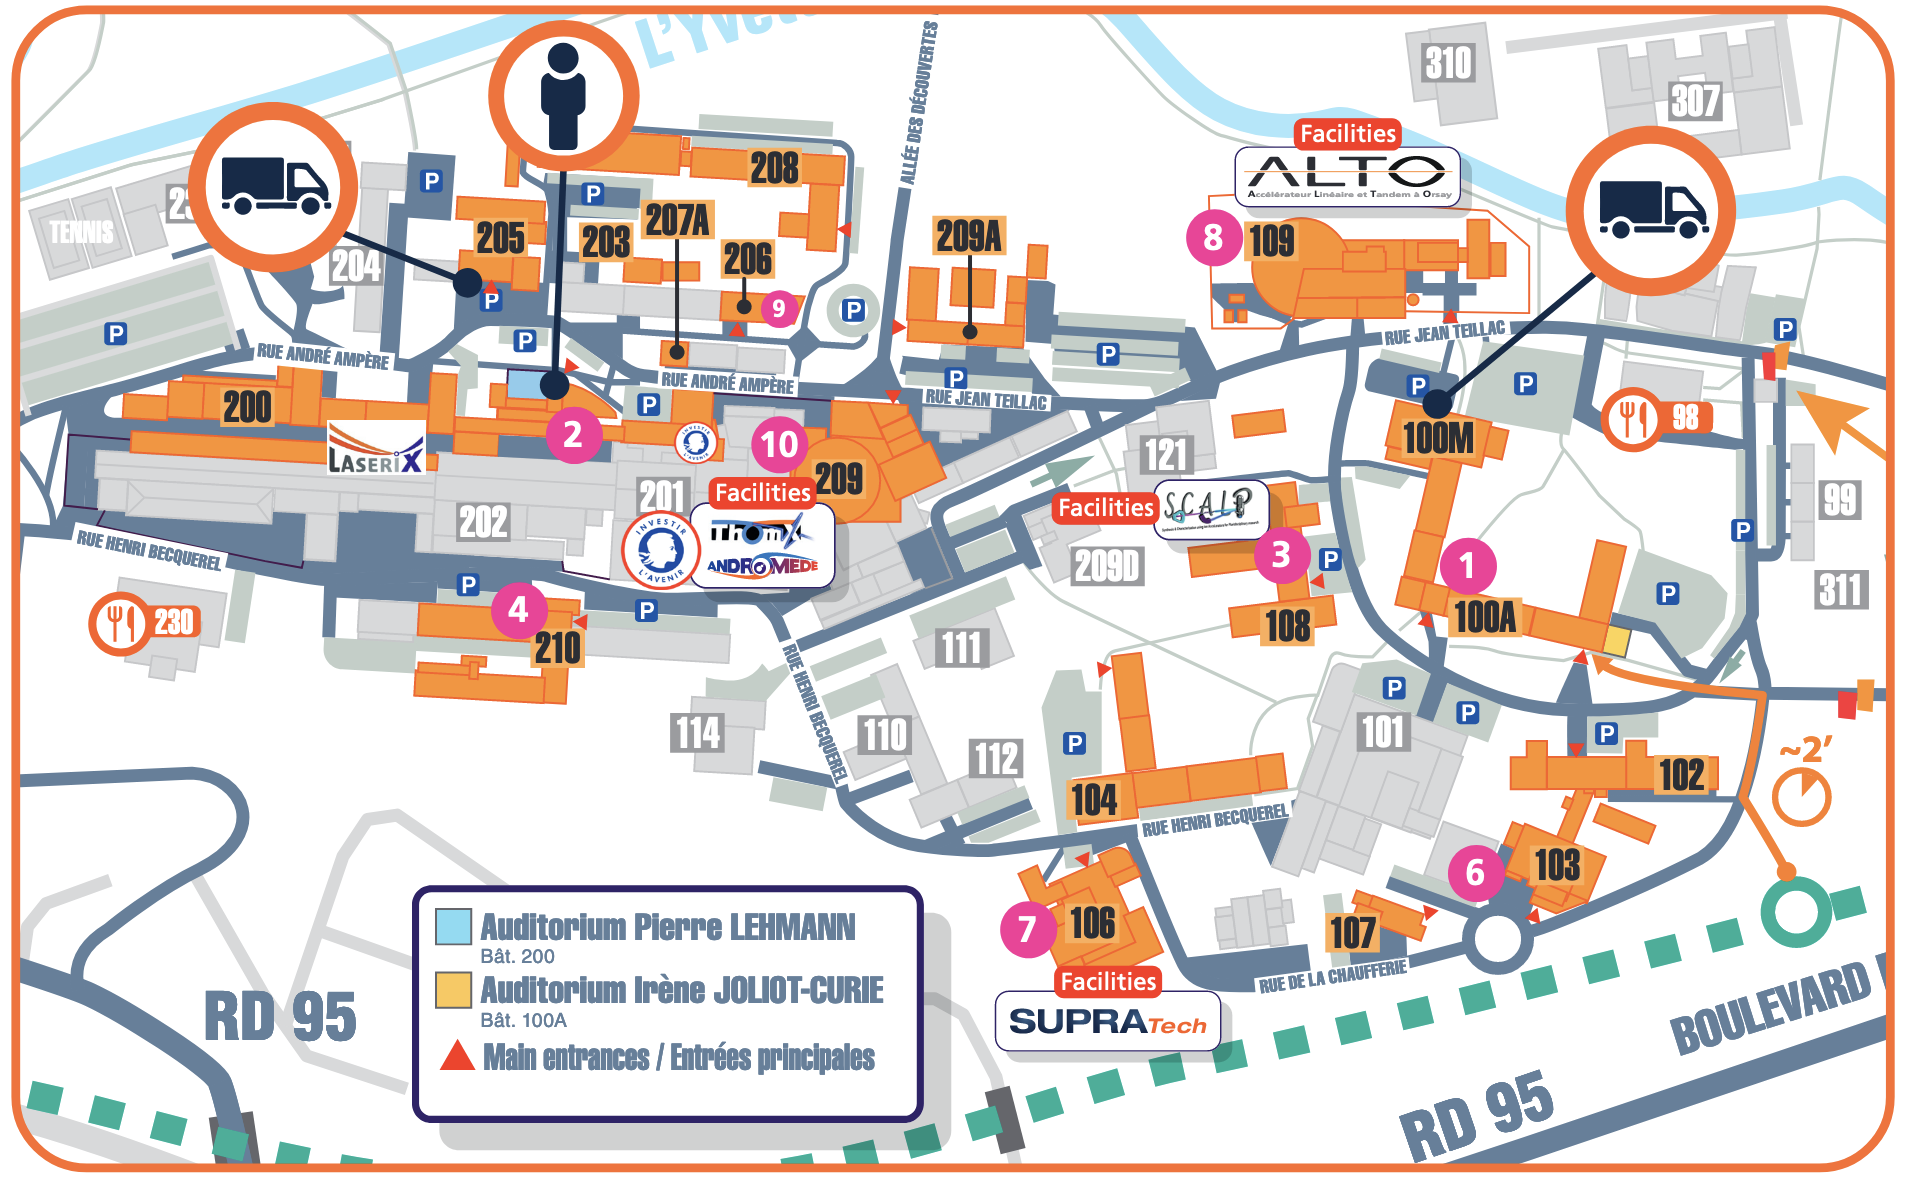 L'Yvette
ALLÉE DES DÉCOUVERTES
310
307
Facilities
ALTO
Accélérateur Linéaire et Tandem à Orsay
P
208
TENNIS
205
203
207A
206
209A
8
109
204
P
P
9
P
P
P
P
P
P
RUE JEAN TEILLAC
RUE ANDRÉ AMPÈRE
RUE ANDRÉ AMPÈRE
P
RUE JEAN TEILLAC
P
P
P
200
2
INVESTIR
L'AVENIR
10
98
100M
LASERIX
121
209
201
Facilities
Facilities
SCALP
99
202
INVESTIR
L'AVENIR
ThomX
ANDROMEDE
P
RUE HENRI BECQUEREL
209D
3
P
1
311
P
P
P
4
230
210
100A
108
111
RUE HENRI BECQUEREL
P
P
114
110
101
P
112
P
102
~2'
104
RUE HENRI BECQUEREL
6
103
7
106
107
Facilities
SUPRATech
RUE DE LA CHAUFFERIE
BOULEVARD
RD 95
RD 95
Auditorium Pierre LEHMANN
Bât. 200
Auditorium Irène JOLIOT-CURIE
Bât. 100A
Main entrances / Entrées principales